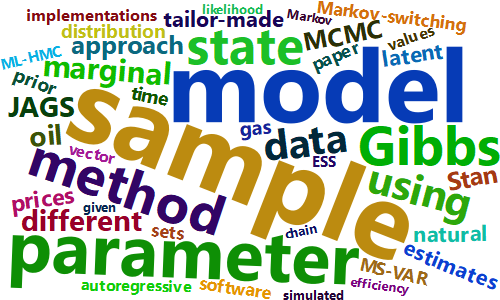 likelihood
implementations
tailor-made
Markov
Markov-switching
distribution
state
MCMC
values
ML-HMC
approach
paper
latent
marginal
model
prior
time
JAGS
sample
gas
data
Gibbs
oil
ESS
vector
method
using
Stan
prices
given
different
sets
chain
natural
parameter
MS-VAR
estimates
autoregressive
software
simulated
efficiency